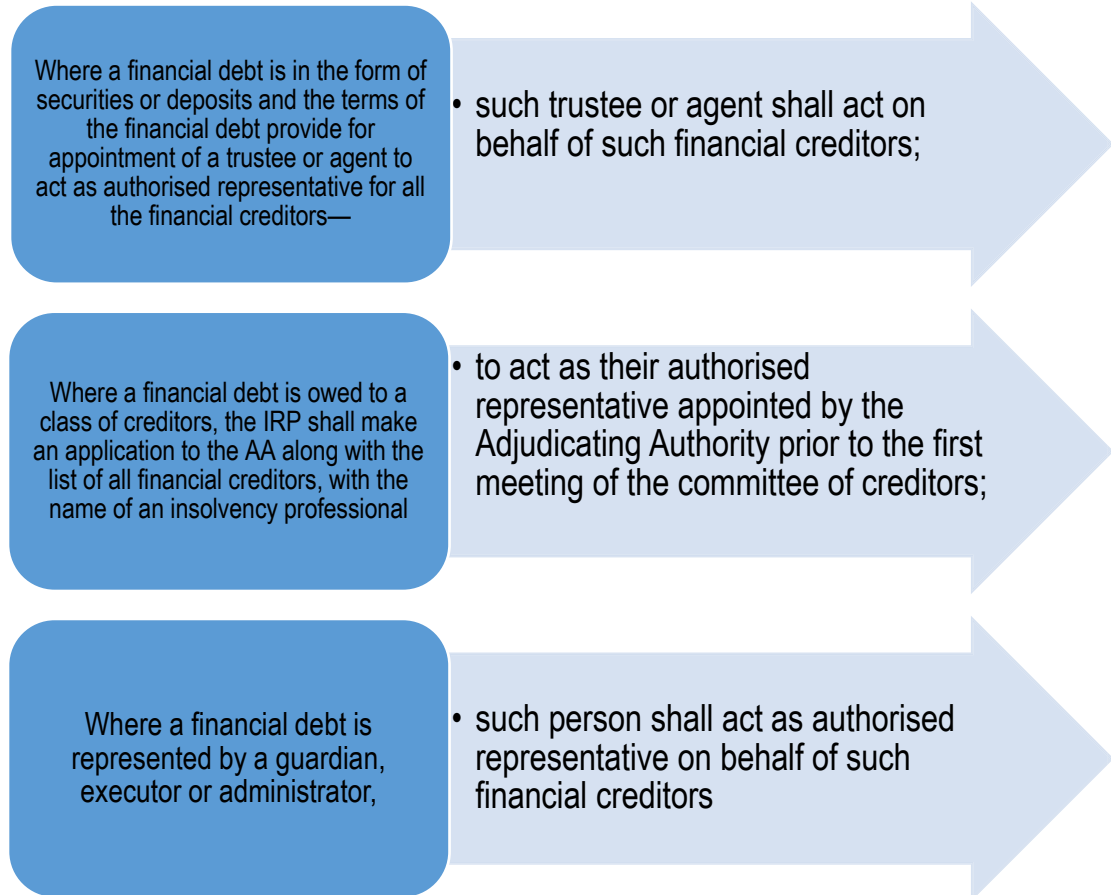 Where a financial debt is in the form of
securities or deposits and the terms of
the financial debt provide for
appointment of a trustee or agent to
act as authorised representative for all
the financial creditors—
• such trustee or agent shall act on
behalf of such financial creditors;
Where a financial debt is owed to a
class of creditors, the IRP shall make
an application to the AA along with the
list of all financial creditors, with the
name of an insolvency professional
• to act as their authorised
representative appointed by the
Adjudicating Authority prior to the first
meeting of the committee of creditors;
Where a financial debt is
represented by a guardian,
executor or administrator,
• such person shall act as authorised
representative on behalf of such
financial creditors